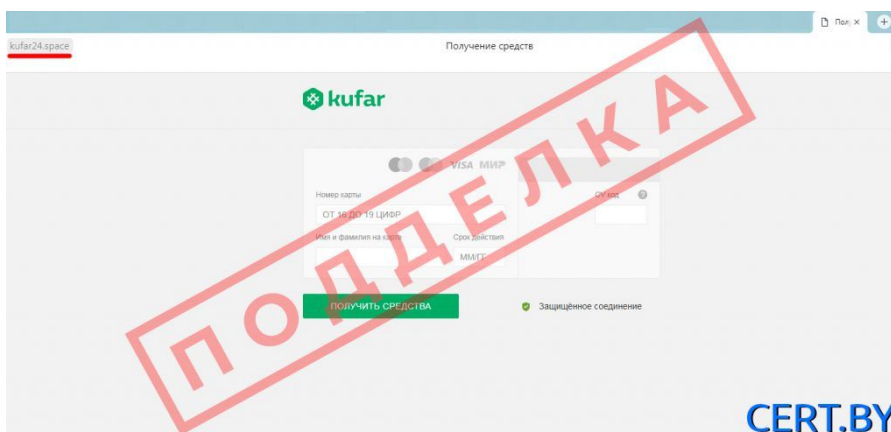 Пол
kufar24.space
Получение средств
kufar
VISA МИР
Номер карты
CV код
ОТ 16 ДО 19 ЦИФР
Имя и фамилия на карте
Срок действия
ММ/ГГ
ПОЛУЧИТЬ СРЕДСТВА
Защищённое соединение
ПОДДЕЛКА
CERT.BY